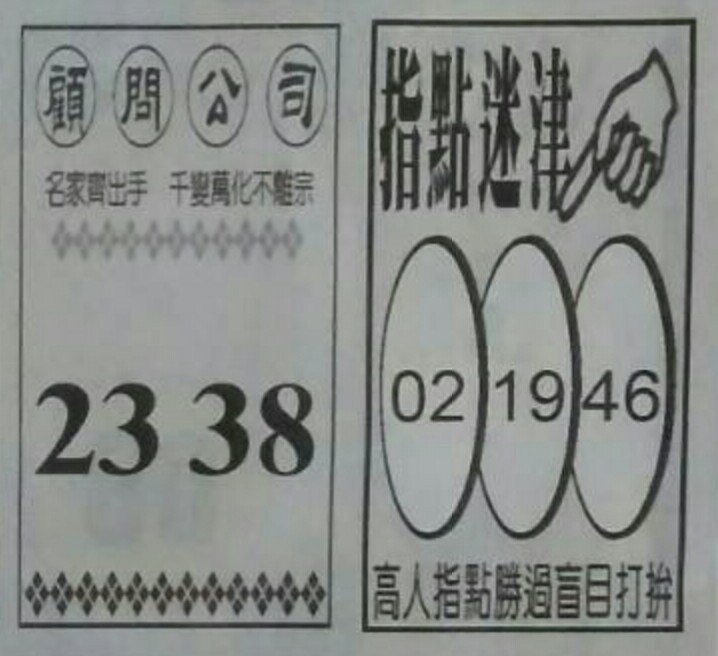 顧問公司
名家齊出手 千變萬化不離宗
23 38
指點迷津
02 19 46
高人指點勝過盲目打拚